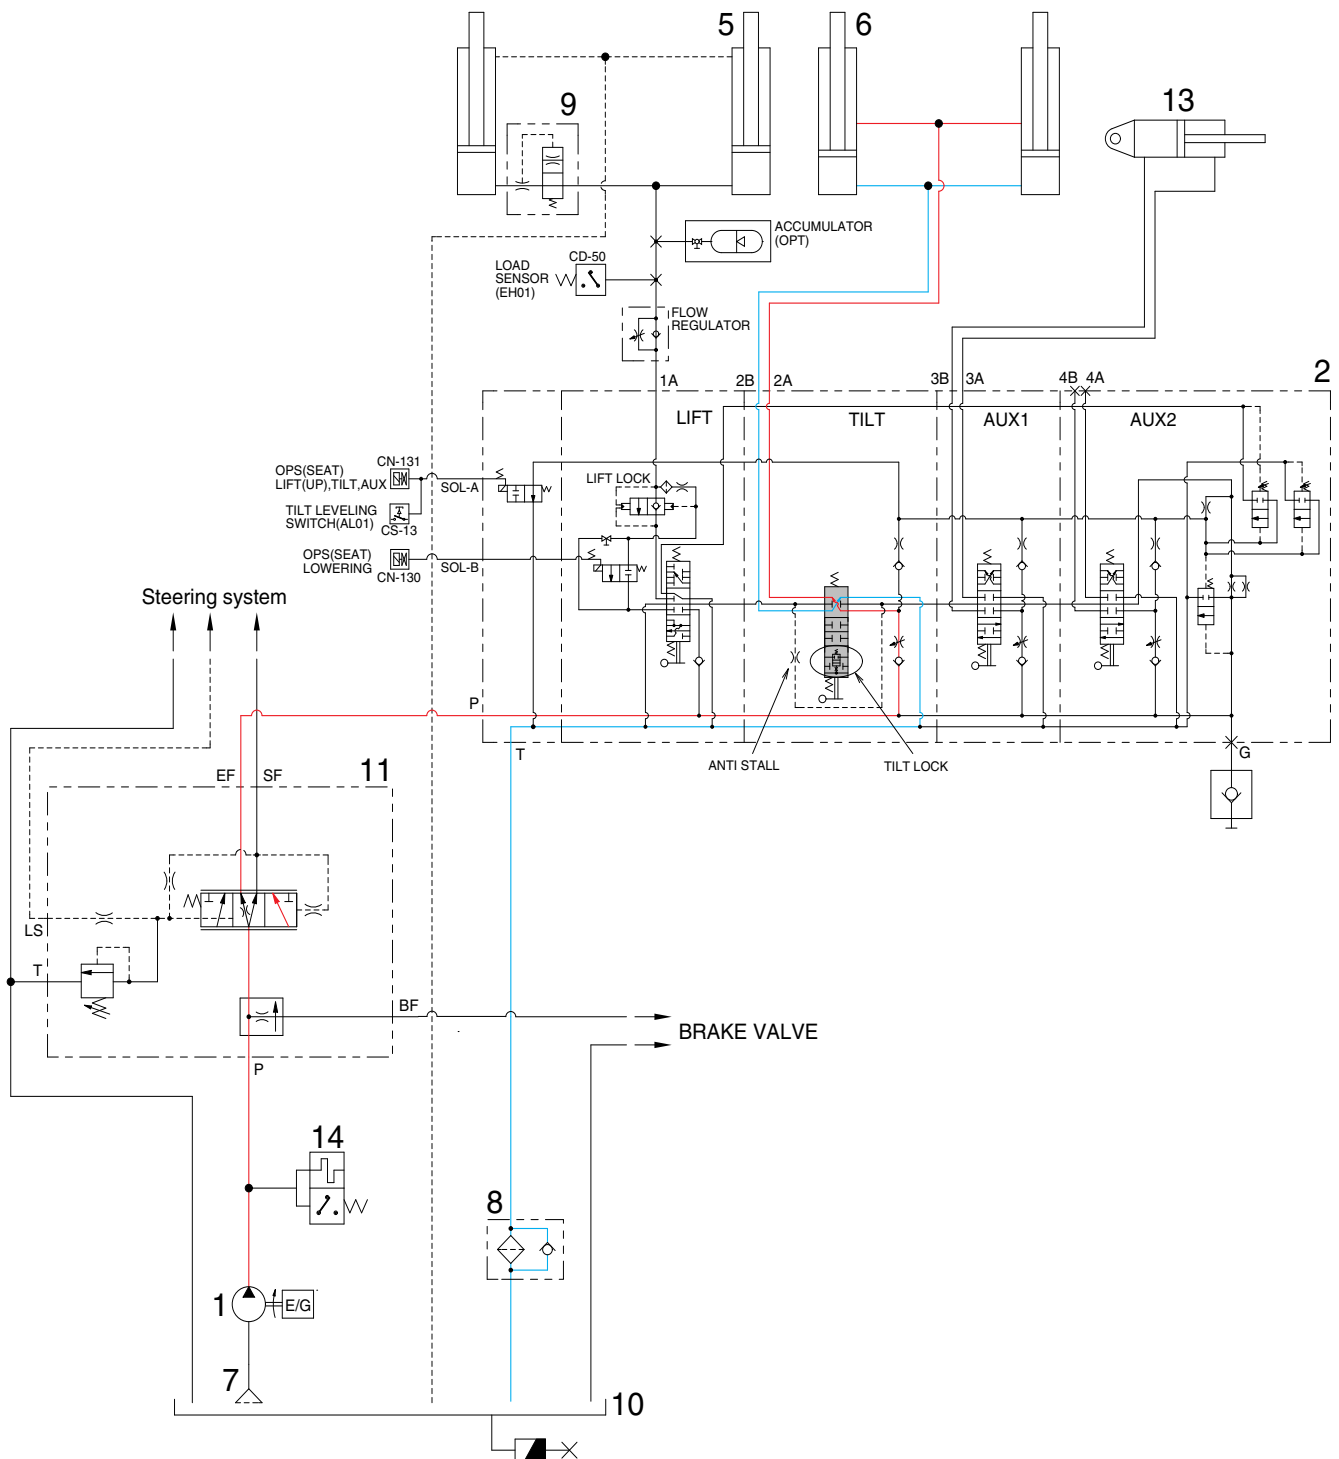 5
6
9
13
ACCUMULATOR
(OPT)
CD-50
LOAD
SENSOR
(EH01)
FLOW
REGULATOR
1A
2B
2A
3B
3A
4B
4A
2
LIFT
TILT
AUX1
AUX2
CN-131
OPS(SEAT)
LIFT(UP),TILT,AUX
SOL-A
LIFT LOCK
TILT LEVELING
SWITCH(AL01)
CS-13
OPS(SEAT)
LOWERING
CN-130
SOL-B
Steering system
P
T
ANTI STALL
TILT LOCK
G
EF
SF
11
LS
T
BF
BRAKE VALVE
P
14
8
1
E/G
7
10